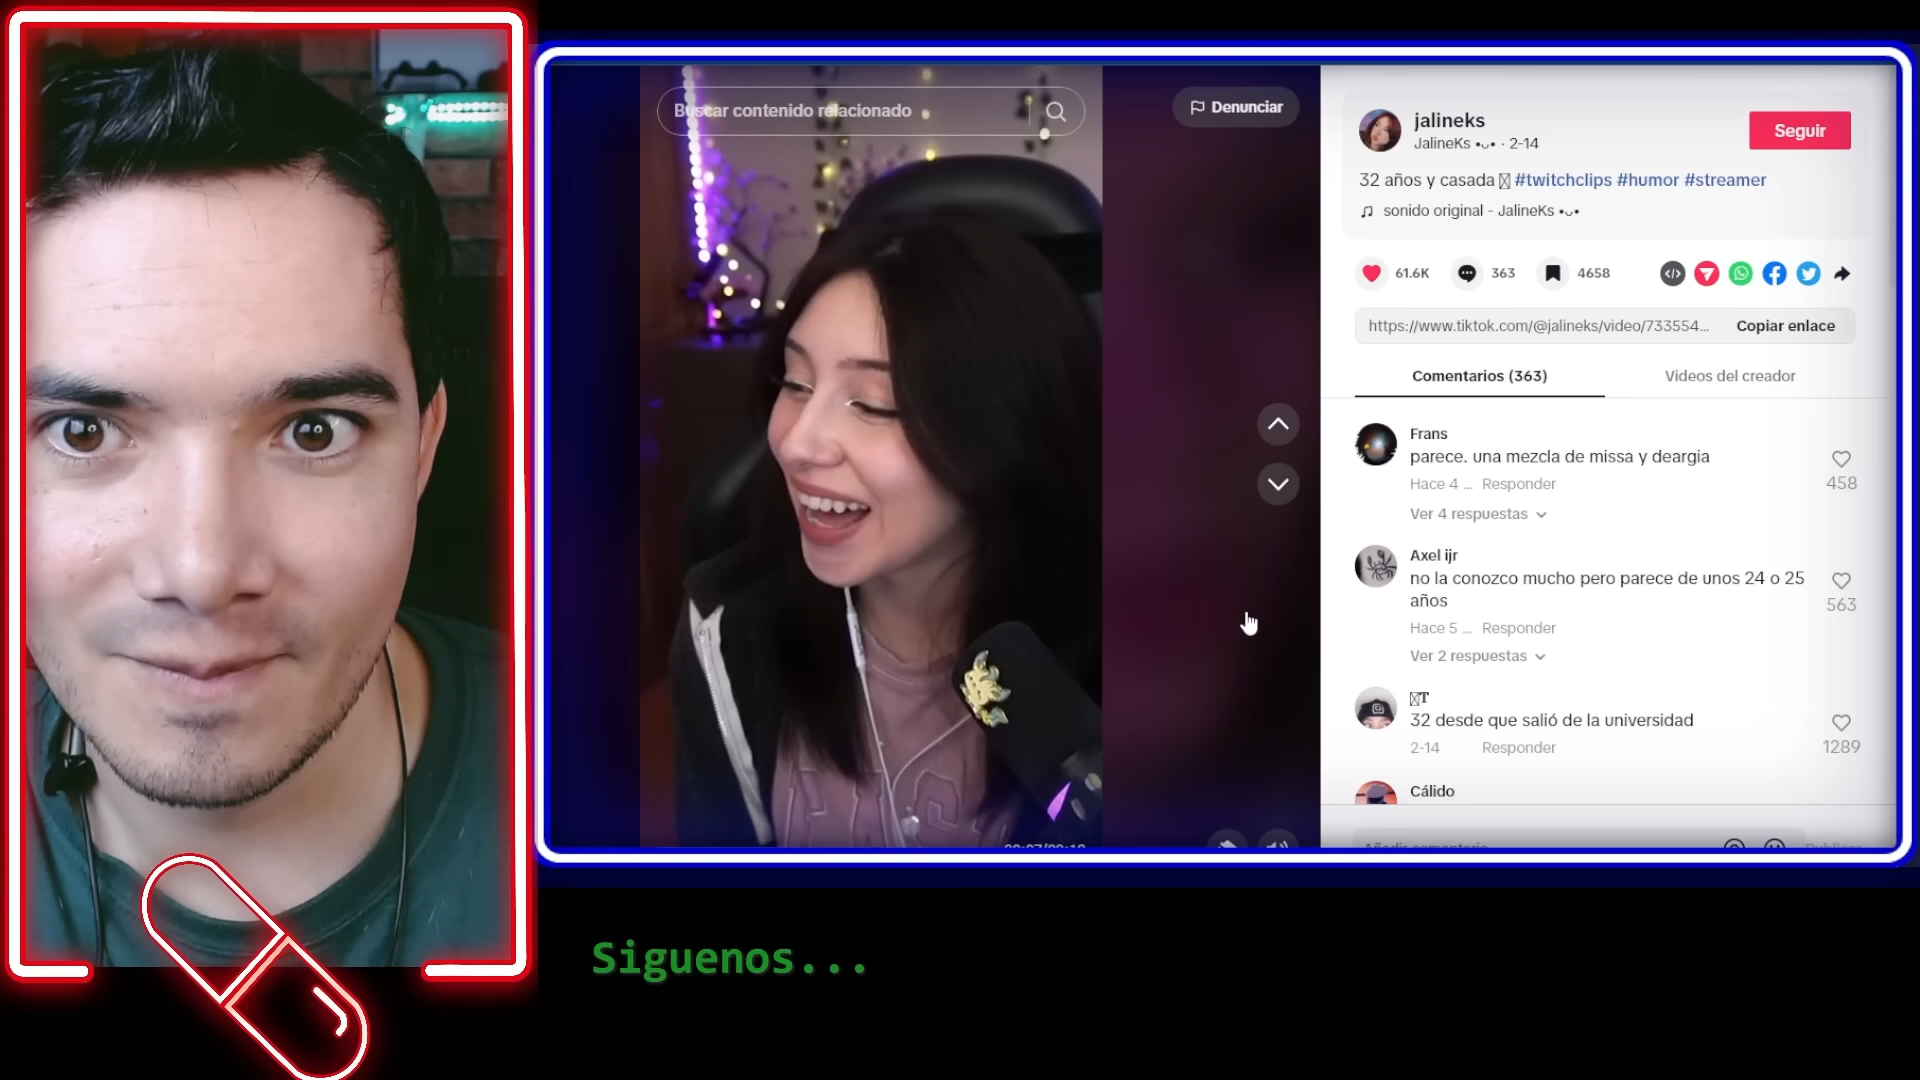 Buscar contenido relacionado
Denunciar
jalineks
JalineKs •ᴗ• · 2-14
Seguir
32 años y casada #twitchclips #humor #streamer
sonido original - JalineKs •ᴗ•
61.6K
363
4658
https://www.tiktok.com/@jalineks/video/733554...
Copiar enlace
Comentarios (363)
Videos del creador
Frans
parece. una mezcla de missa y deargia
Hace 4 ... Responder
458
Ver 4 respuestas
Axel ijr
no la conozco mucho pero parece de unos 24 o 25
años
563
Hace 5 ... Responder
Ver 2 respuestas
T
32 desde que salió de la universidad
2-14 Responder
1289
Cálido
Siguenos...